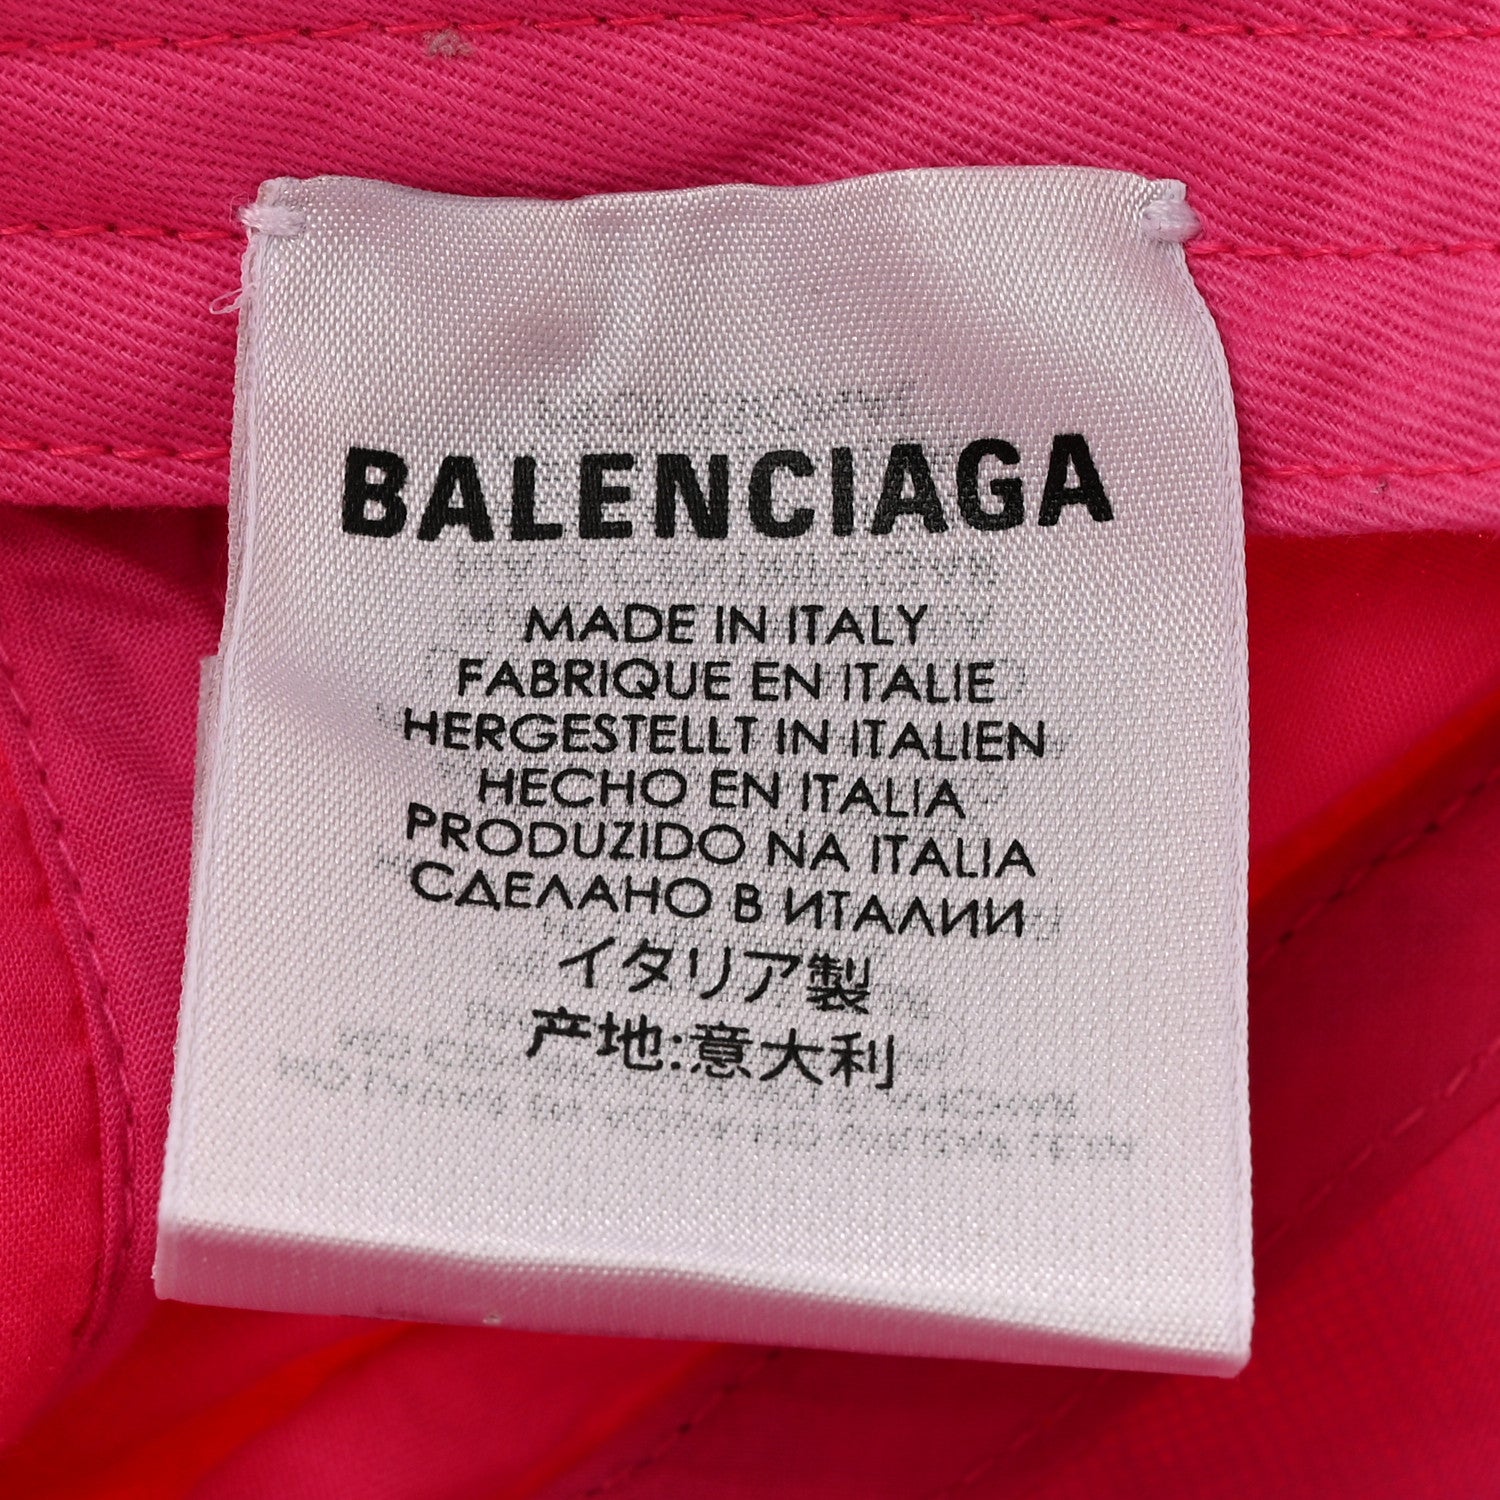 BALENCIAGA
MADE IN ITALY
FABRIQUE EN ITALIE
HERGESTELLT IN ITALIEN
HECHO EN ITALIA
PRODUZIDO NA ITALIA
СДЕЛАНО В ИТАЛИИ
イタリア製
产地:意大利